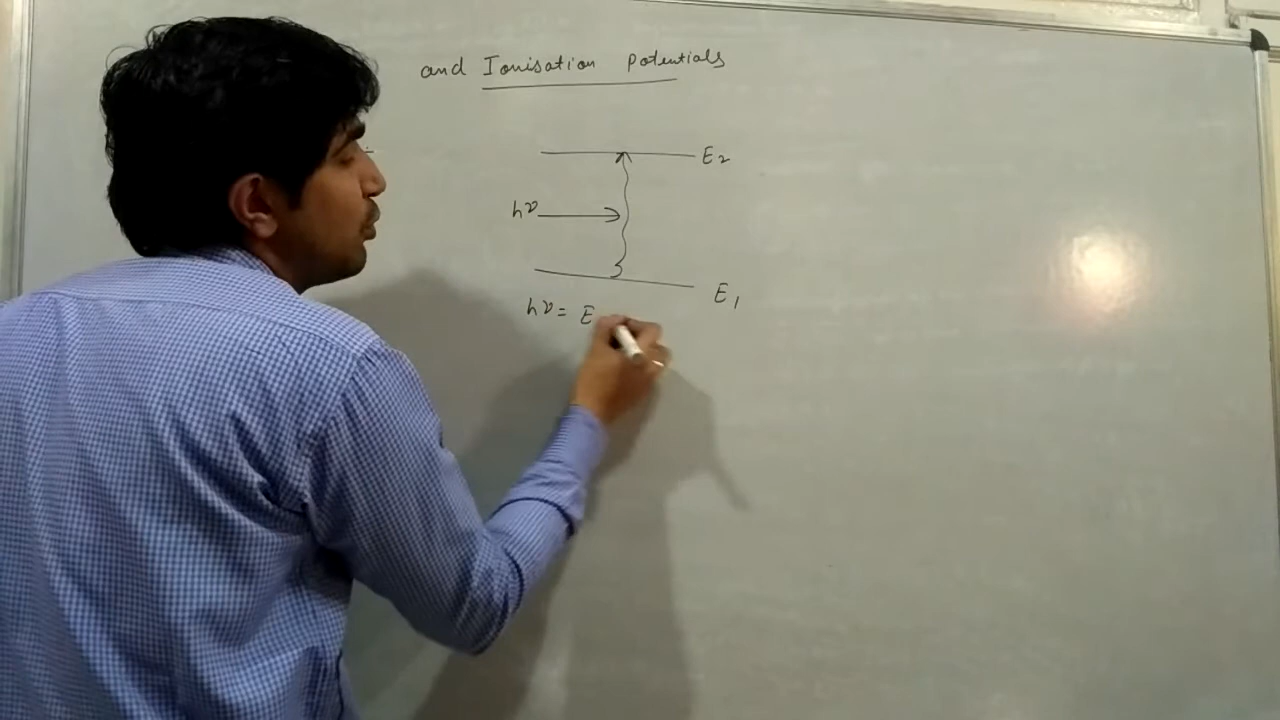 and Ionisation Potentials
E2
hν
E1
hν = E